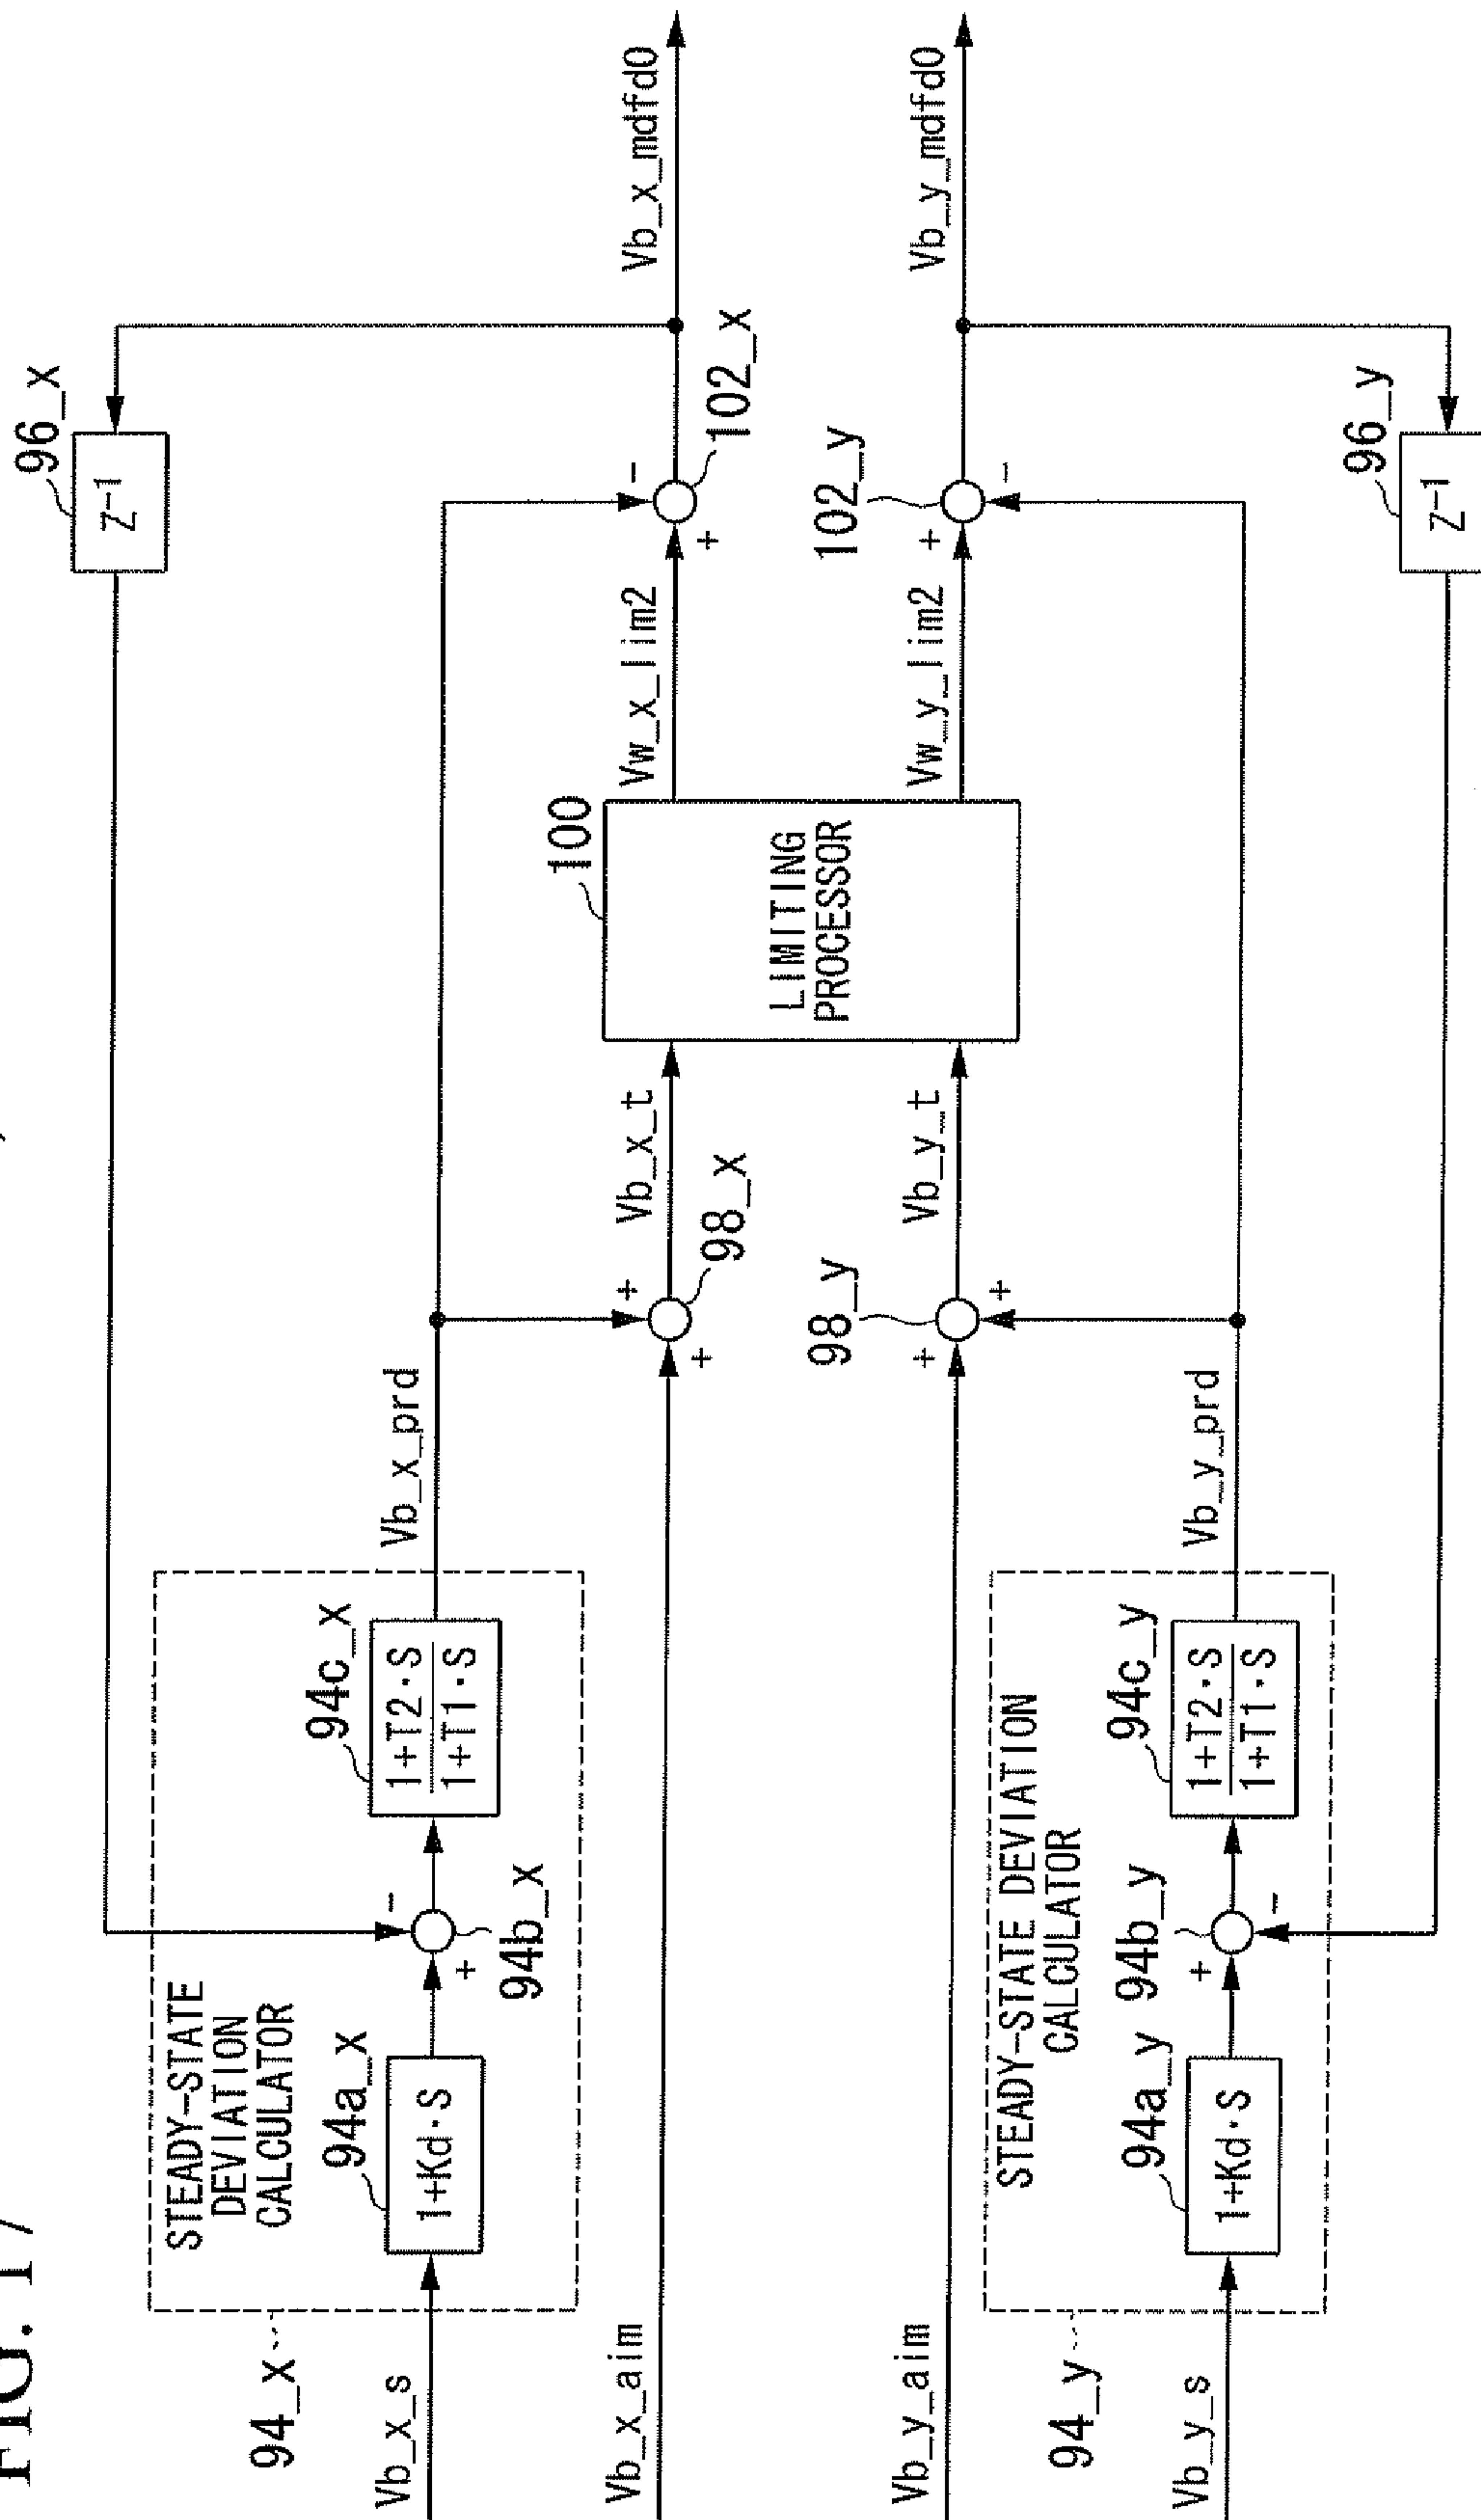 FIG. 17
96_x
Z-1
94_x
STEADY-STATE
DEVIATION
CALCULATOR
Vb_x_s
94a_x
1+Kd·S
94b_x
+
-
94c_x
1+T2·S
1+T1·S
Vb_x_prd
-
Vb_x_aim
+
+
98_x
Vb_x_t
100
LIMITING
PROCESSOR
Vw_x_lim2
+
102_x
Vb_x_mdfd0
Vb_y_aim
+
+
98_y
Vb_y_t
Vw_y_lim2
+
-
102_y
Vb_y_mdfd0
94_y
STEADY-STATE DEVIATION
CALCULATOR
Vb_y_s
94a_y
1+Kd·S
94b_y
+
-
94c_y
1+T2·S
1+T1·S
Vb_y_prd
96_y
Z-1